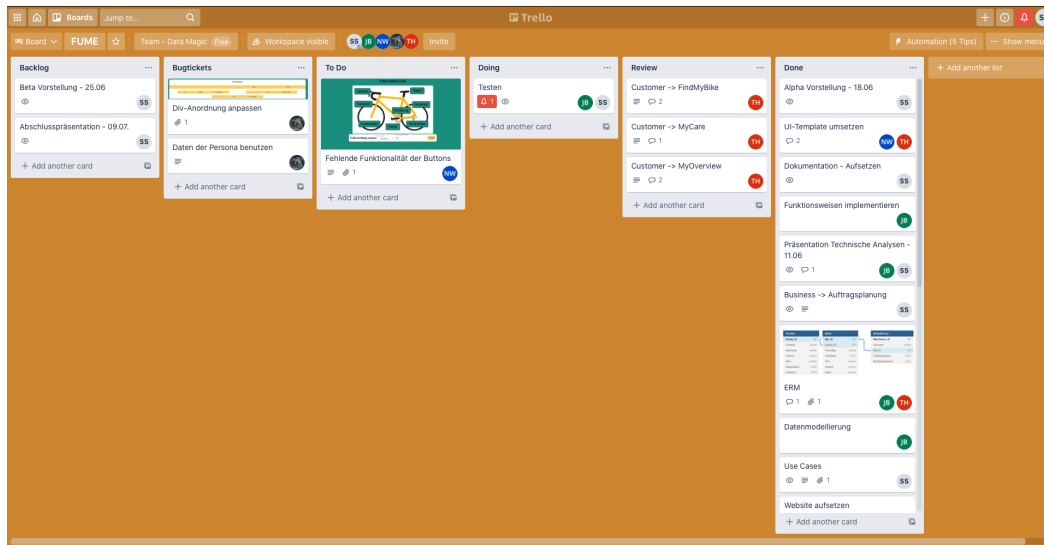 Boards
Jump to...
Trello
S
Board
FUME
Team - Data Magic
Free
Workspace visible
SS
JB
NW
TH
Invite
Automation (5 Tips)
Show menu
Backlog
Beta Vorstellung - 25.06
SS
Abschlusspräsentation - 09.07.
SS
+ Add another card
Bugtickets
Div-Anordnung anpassen
1
Daten der Persona benutzen
+ Add another card
To Do
Fehlende Funktionalität der Buttons
1
NW
+ Add another card
Doing
Testen
1
JB
SS
+ Add another card
Review
Customer -> FindMyBike
2
TH
Customer -> MyCare
1
TH
Customer -> MyOverview
2
TH
+ Add another card
Done
Alpha Vorstellung - 18.06
SS
UI-Template umsetzen
2
NW
TH
Dokumentation - Aufsetzen
SS
Funktionsweisen implementieren
JB
Präsentation Technische Analysen -
11.06
1
JB
SS
Business -> Auftragsplanung
SS
ERM
1
1
JB
TH
Datenmodellierung
JB
Use Cases
1
SS
Website aufsetzen
+ Add another card
+ Add another list